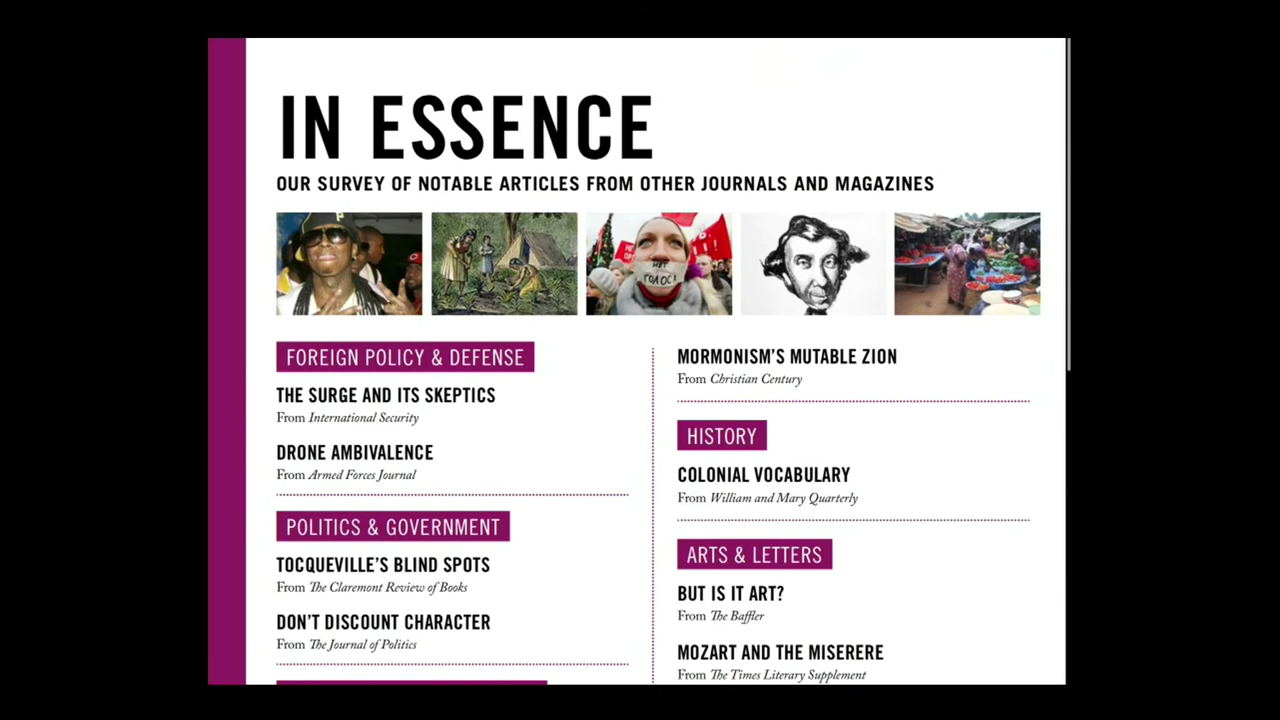 IN ESSENCE
OUR SURVEY OF NOTABLE ARTICLES FROM OTHER JOURNALS AND MAGAZINES
НЕТ
ГОЛОСА
FOREIGN POLICY & DEFENSE
THE SURGE AND ITS SKEPTICS
From International Security
DRONE AMBIVALENCE
From Armed Forces Journal
POLITICS & GOVERNMENT
TOCQUEVILLE’S BLIND SPOTS
From The Claremont Review of Books
DON’T DISCOUNT CHARACTER
From The Journal of Politics
MORMONISM’S MUTABLE ZION
From Christian Century
HISTORY
COLONIAL VOCABULARY
From William and Mary Quarterly
ARTS & LETTERS
BUT IS IT ART?
From The Baffler
MOZART AND THE MISERERE
From The Times Literary Supplement